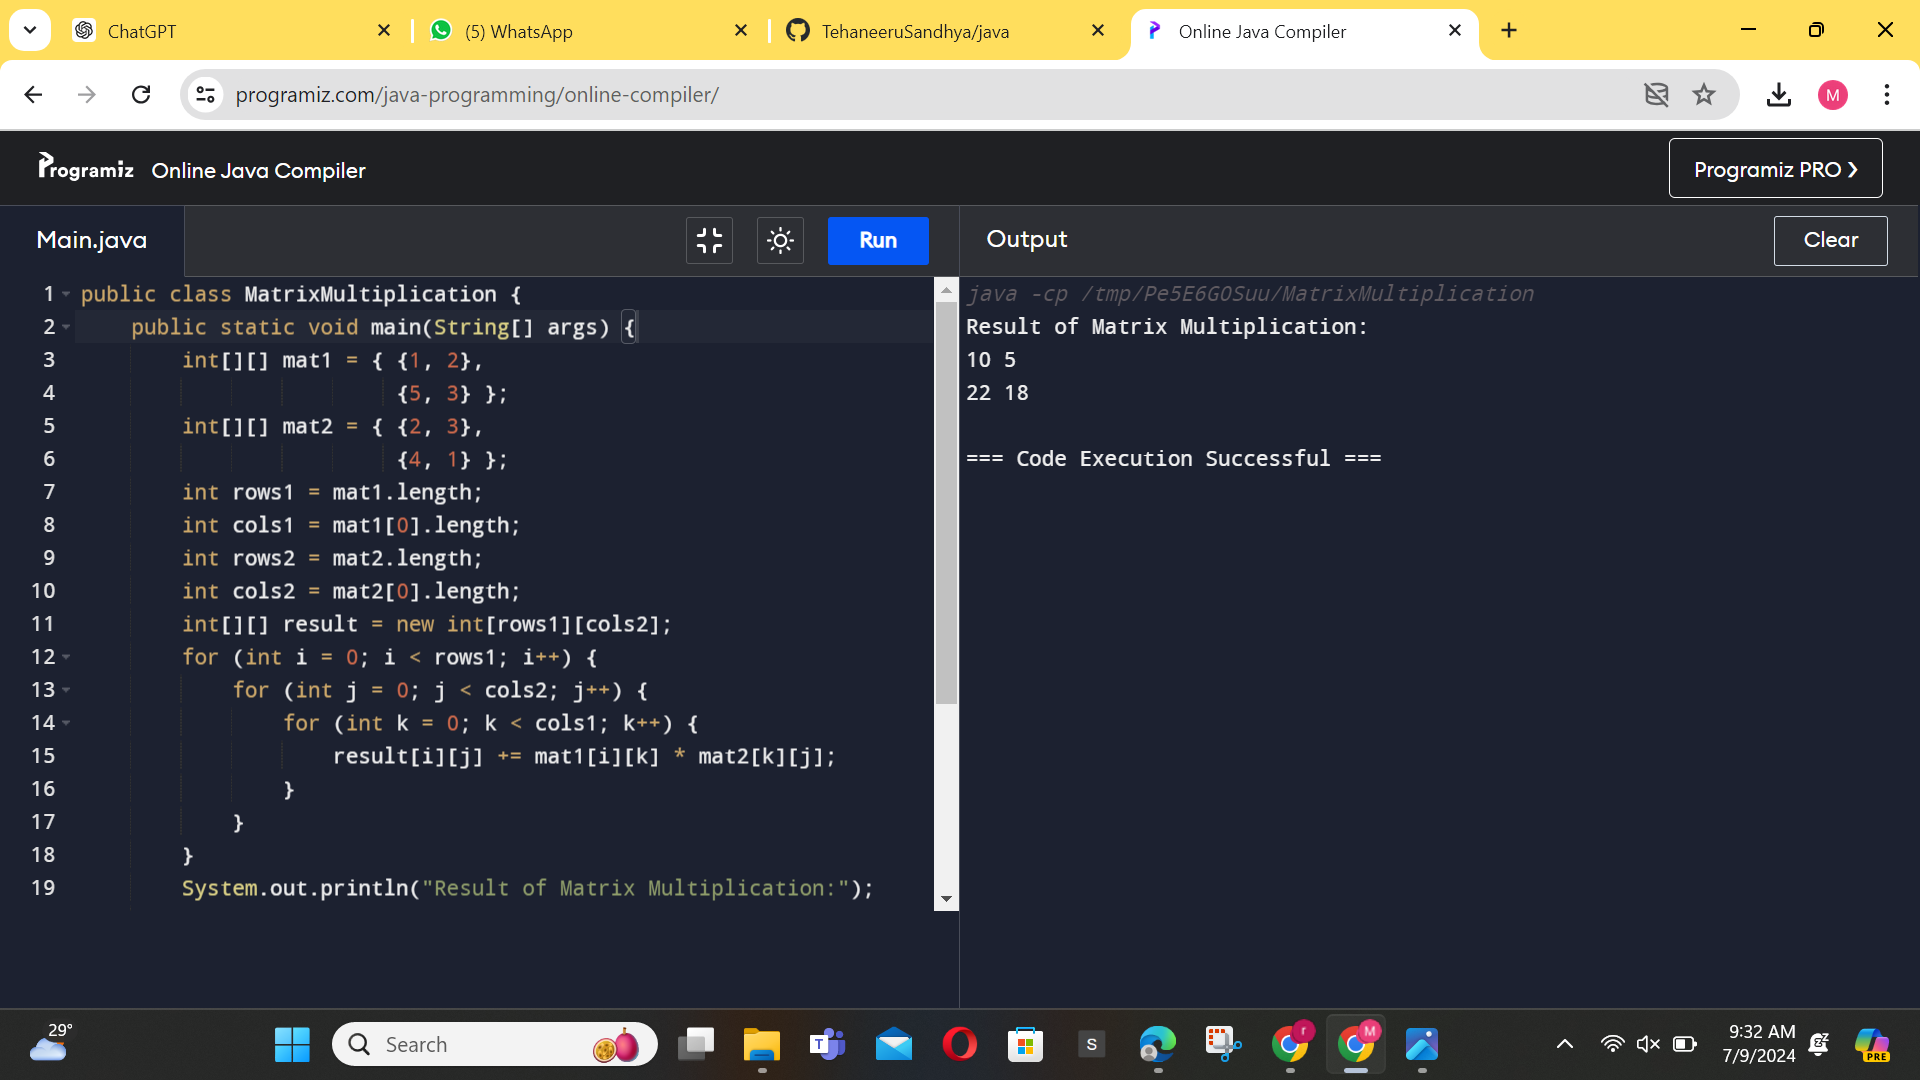 ChatGPT
(5) WhatsApp
TehaneeruSandhya/java
Online Java Compiler
programiz.com/java-programming/online-compiler/
M
Programiz Online Java Compiler
Programiz PRO ❯
Main.java
Run
Output
Clear
1 public class MatrixMultiplication {
2     public static void main(String[] args) {
3         int[][] mat1 = { {1, 2},
4                          {5, 3} };
5         int[][] mat2 = { {2, 3},
6                          {4, 1} };
7         int rows1 = mat1.length;
8         int cols1 = mat1[0].length;
9         int rows2 = mat2.length;
10         int cols2 = mat2[0].length;
11         int[][] result = new int[rows1][cols2];
12         for (int i = 0; i < rows1; i++) {
13             for (int j = 0; j < cols2; j++) {
14                 for (int k = 0; k < cols1; k++) {
15                     result[i][j] += mat1[i][k] * mat2[k][j];
16                 }
17             }
18         }
19         System.out.println("Result of Matrix Multiplication:");
java -cp /tmp/Pe5E6GOSuu/MatrixMultiplication
Result of Matrix Multiplication:
10 5
22 18
=== Code Execution Successful ===
29°
Search
T
S
r
M
9:32 AM
7/9/2024
PRE